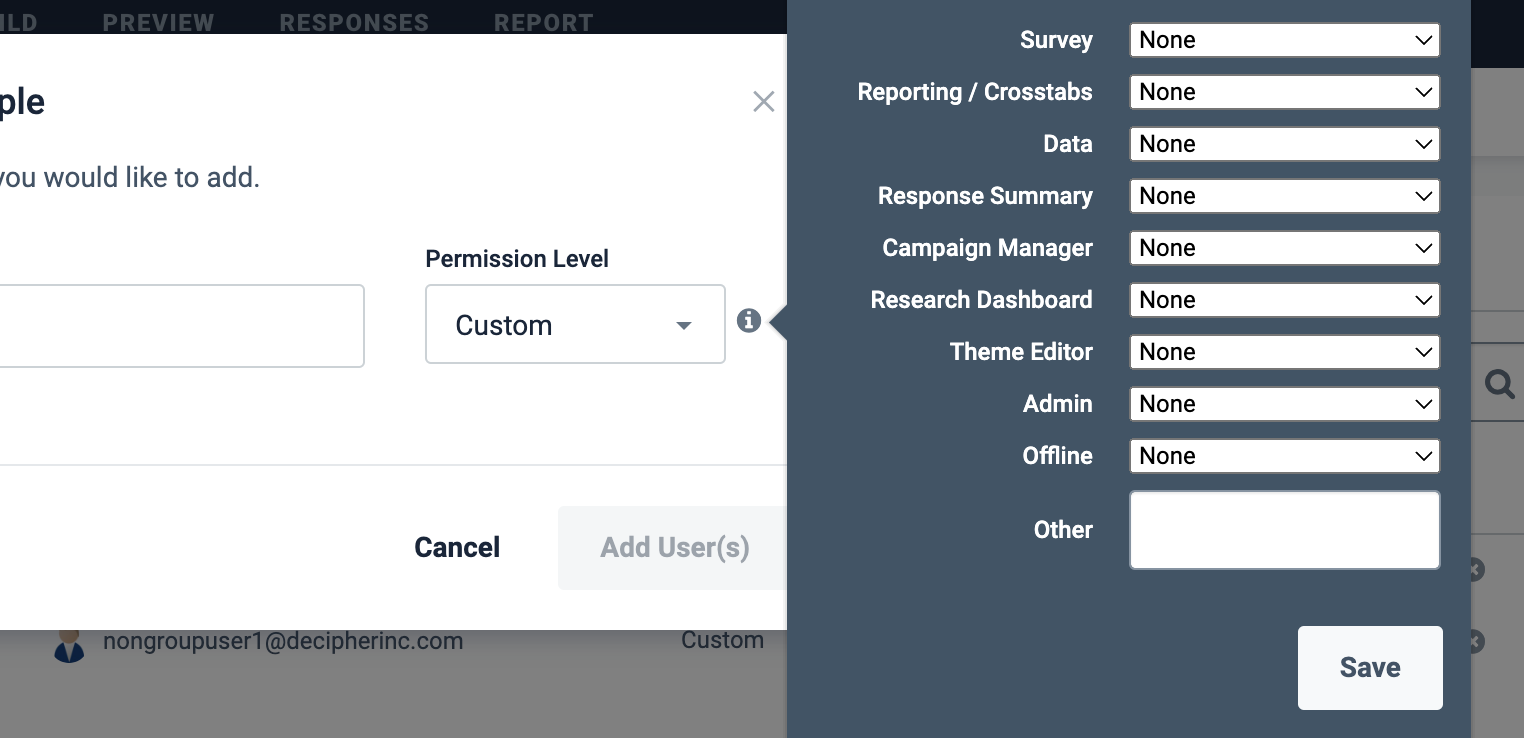 ILD PREVIEW RESPONSES REPORT
ple
you would like to add.
Permission Level
Custom
Cancel Add User(s)
nongroupuser1@decipherinc.com Custom
Survey None
Reporting / Crosstabs None
Data None
Response Summary None
Campaign Manager None
Research Dashboard None
Theme Editor None
Admin None
Offline None
Other
Save